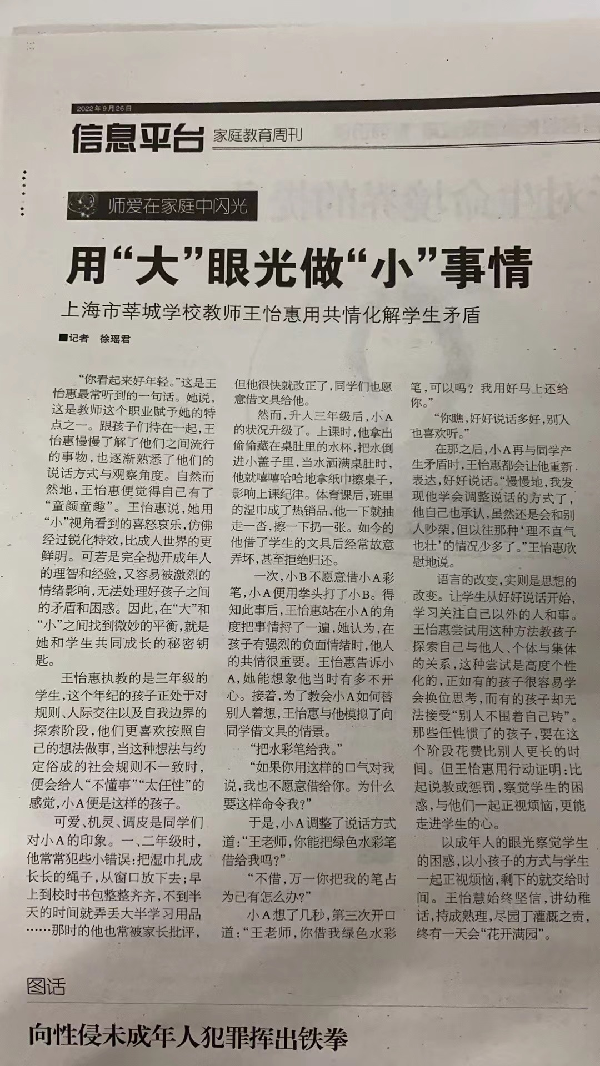 2022年9月26日
信息平台 家庭教育周刊
师爱在家庭中闪光
用“大”眼光做“小”事情
上海市莘城学校教师王怡惠用共情化解学生矛盾
■记者 徐瑶君
“你看起来好年轻。”这是王
怡惠最常听到的一句话。她说,
这是教师这个职业赋予她的特
点之一。跟孩子们待在一起,王
怡惠慢慢了解了他们之间流行
的事物,也逐渐熟悉了他们的
说话方式与观察角度。自然而
然地,王怡惠便觉得自己有了
“童颜童趣”。王怡惠说,她用
“小”视角看到的喜怒哀乐,仿佛
经过锐化特效,比成人世界的更
鲜明。可若是完全抛开成年人
的理智和经验,又容易被激烈的
情绪影响,无法处理好孩子之间
的矛盾和困惑。因此,在“大”和
“小”之间找到微妙的平衡,就是
她和学生共同成长的秘密钥
匙。
王怡惠执教的是三年级的
学生,这个年纪的孩子正处于对
规则、人际交往以及自我边界的
探索阶段,他们更喜欢按照自
己的想法做事,当这种想法与约
定俗成的社会规则不一致时,
便会给人“不懂事”“太任性”的
感觉,小A便是这样的孩子。
可爱、机灵、调皮是同学们
对小A的印象。一、二年级时,
他常常犯些小错误:把湿巾扎成
长长的绳子,从窗口放下去;早
上到校时书包整整齐齐,不到半
天的时间就弄丢大半学习用品
……那时的他也常被家长批评,
但他很快就改正了,同学们也愿
意借文具给他。
然而,升入三年级后,小A
的状况升级了。上课时,他拿出
偷偷藏在桌肚里的水杯,把水倒
进小盖子里,当水洒满桌肚时,
他就嘻嘻哈哈地拿纸巾擦桌子,
影响上课纪律。体育课后,班里
的湿巾成了热销品,他一下就抽
走一沓,擦一下扔一张。如今的
他借了学生的文具后经常故意
弄坏,甚至拒绝归还。
一次,小B不愿意借小A彩
笔,小A便用拳头打了小B。得
知此事后,王怡惠站在小A的角
度把事情捋了一遍,她认为,在
孩子有强烈的负面情绪时,他人
的共情很重要。王怡惠告诉小
A,她能想象他当时有多不开
心。接着,为了教会小A如何替
别人着想,王怡惠与他模拟了向
同学借文具的情景。
“把水彩笔给我。”
“如果你用这样的口气对我
说,我也不愿意借给你。为什么
要这样命令我?”
于是,小A调整了说话方式
道:“王老师,你能把绿色水彩笔
借给我吗?”
“不借,万一你把我的笔占
为己有怎么办?”
小A想了几秒,第三次开口
道:“王老师,你借我绿色水彩
笔,可以吗?我用好马上还给
你。”
“你瞧,好好说话多好,别人
也喜欢听。”
在那之后,小A再与同学产
生矛盾时,王怡惠都会让他重新
表达,好好说话。“慢慢地,我发
现他学会调整说话的方式了,
他自己也承认,虽然还是会和别
人吵架,但以往那种‘理不直气
也壮’的情况少多了。”王怡惠欣
慰地说。
语言的改变,实则是思想的
改变。让学生从好好说话开始,
学习关注自己以外的人和事。
王怡惠尝试用这种方法教孩子
探索自己与他人、个体与集体
的关系,这种尝试是高度个性
化的,正如有的孩子很容易学
会换位思考,而有的孩子却无
法接受“别人不围着自己转”。
那些任性惯了的孩子,要在这
个阶段花费比别人更长的时
间。但王怡惠用行动证明:比
起说教或惩罚,察觉学生的困
惑,与他们一起正视烦恼,更能
走进学生的心。
以成年人的眼光察觉学生
的困惑,以小孩子的方式与学生
一起正视烦恼,剩下的就交给时
间。王怡惠始终坚信,讲幼稚
话,持成熟理,尽园丁灌溉之责,
终有一天会“花开满园”。
图话
向性侵未成年人犯罪挥出铁拳